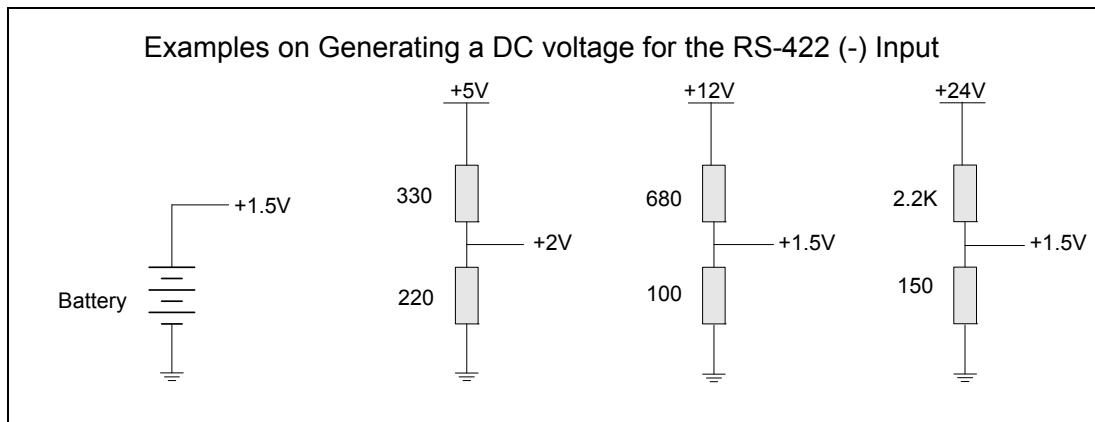 Examples on Generating a DC voltage for the RS-422 (-) Input
+5V
+12V
+24V
330
680
2.2K
+1.5V
+2V
+1.5V
+1.5V
Battery
220
100
150